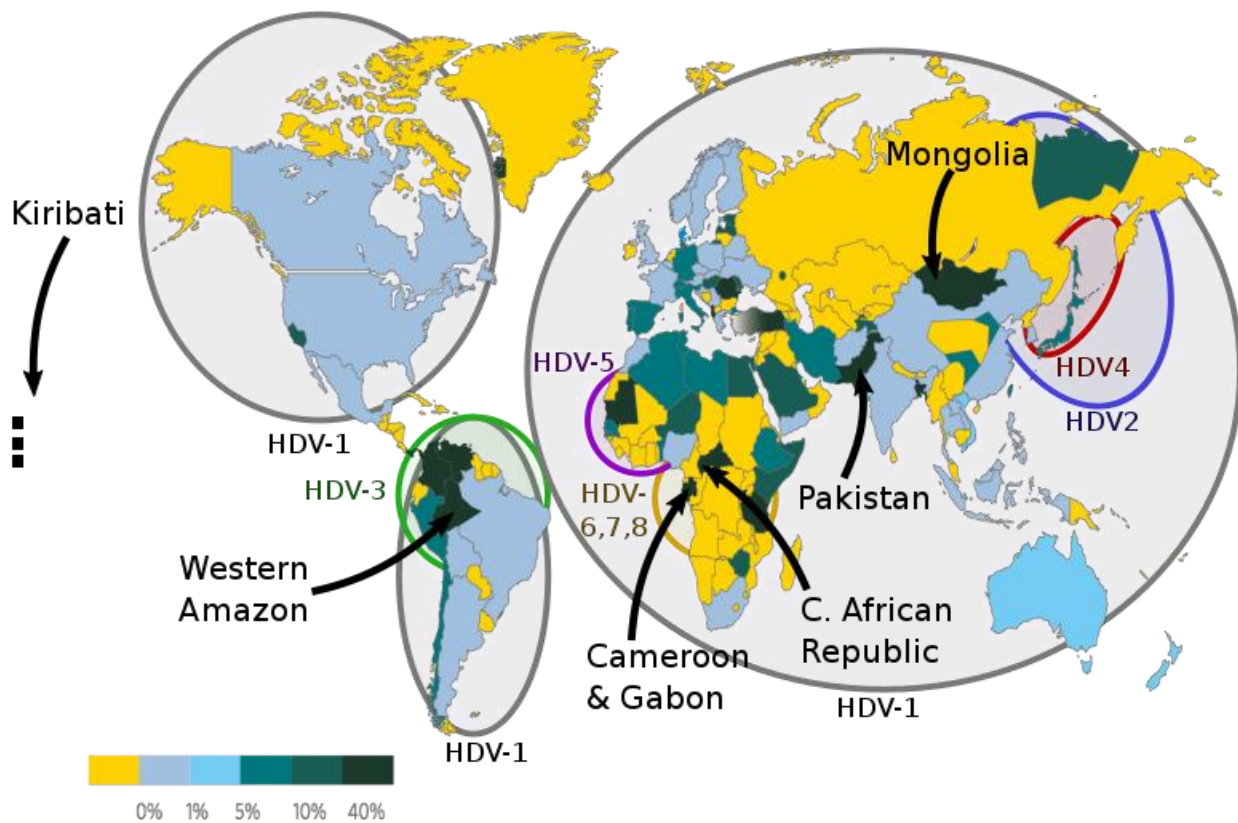 Mongolia
Kiribati
HDV-5
HDV4
HDV2
HDV-1
HDV-3
HDV-
6,7,8
Pakistan
Western
Amazon
C. African
Republic
Cameroon
& Gabon
HDV-1
HDV-1
0% 1% 5% 10% 40%